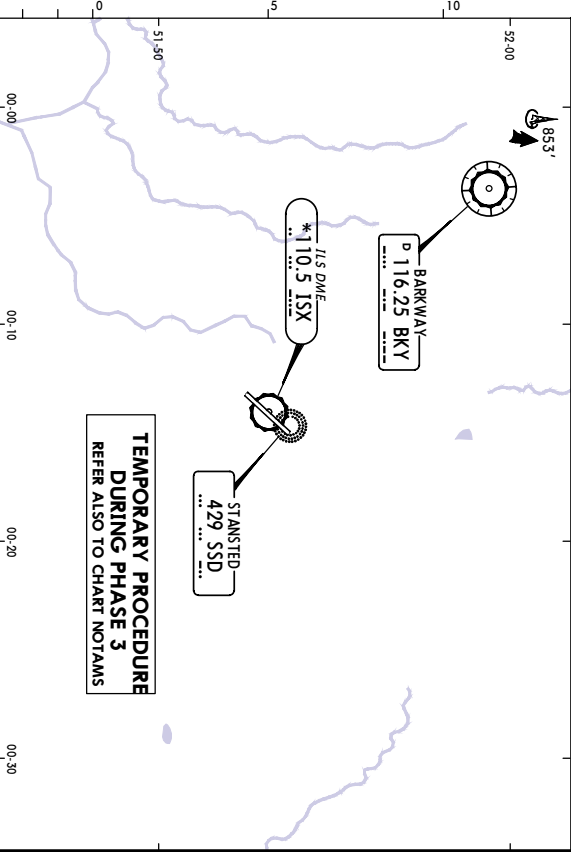 853'
52-00
10
BARKWAY
D 116.25 BKY
ILS DME
*110.5 ISX
5
STANSTED
429 SSD
51-50
TEMPORARY PROCEDURE
DURING PHASE 3
REFER ALSO TO CHART NOTAMS
0
00-00
00-10
00-20
00-30